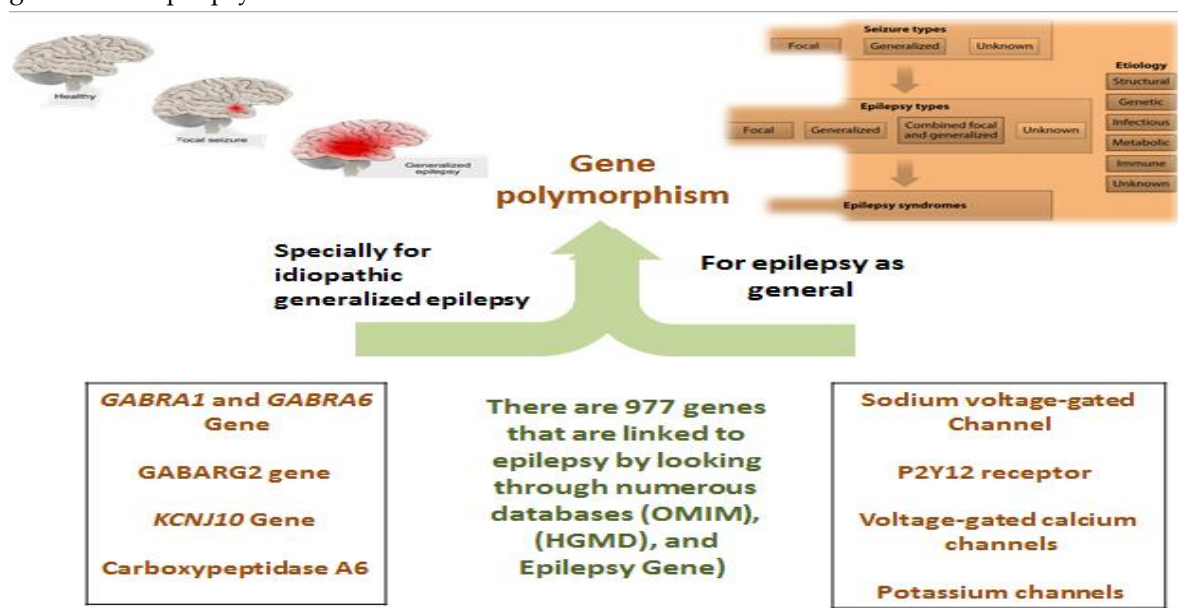 Healthy
Focal seizure
Generalized
epilepsy
Seizure types
Focal
Generalized
Unknown
Epilepsy types
Focal
Generalized
Combined focal
and generalized
Unknown
Epilepsy syndromes
Etiology
Structural
Genetic
Infectious
Metabolic
Immune
Unknown
Gene
polymorphism
Specially for
idiopathic
generalized epilepsy
For epilepsy as
general
GABRA1 and GABRA6
Gene
GABARG2 gene
KCNJ10 Gene
Carboxypeptidase A6
There are 977 genes
that are linked to
epilepsy by looking
through numerous
databases (OMIM),
(HGMD), and
Epilepsy Gene)
Sodium voltage-gated
Channel
P2Y12 receptor
Voltage-gated calcium
channels
Potassium channels